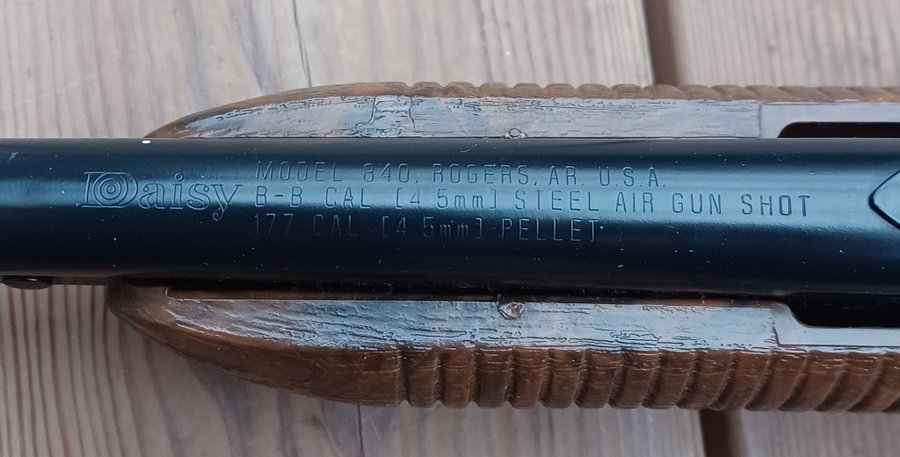 Daisy
MODEL 840, ROGERS, AR U.S.A.
B-B CAL [4 5mm] STEEL AIR GUN SHOT
177 CAL [4 5mm] PELLET